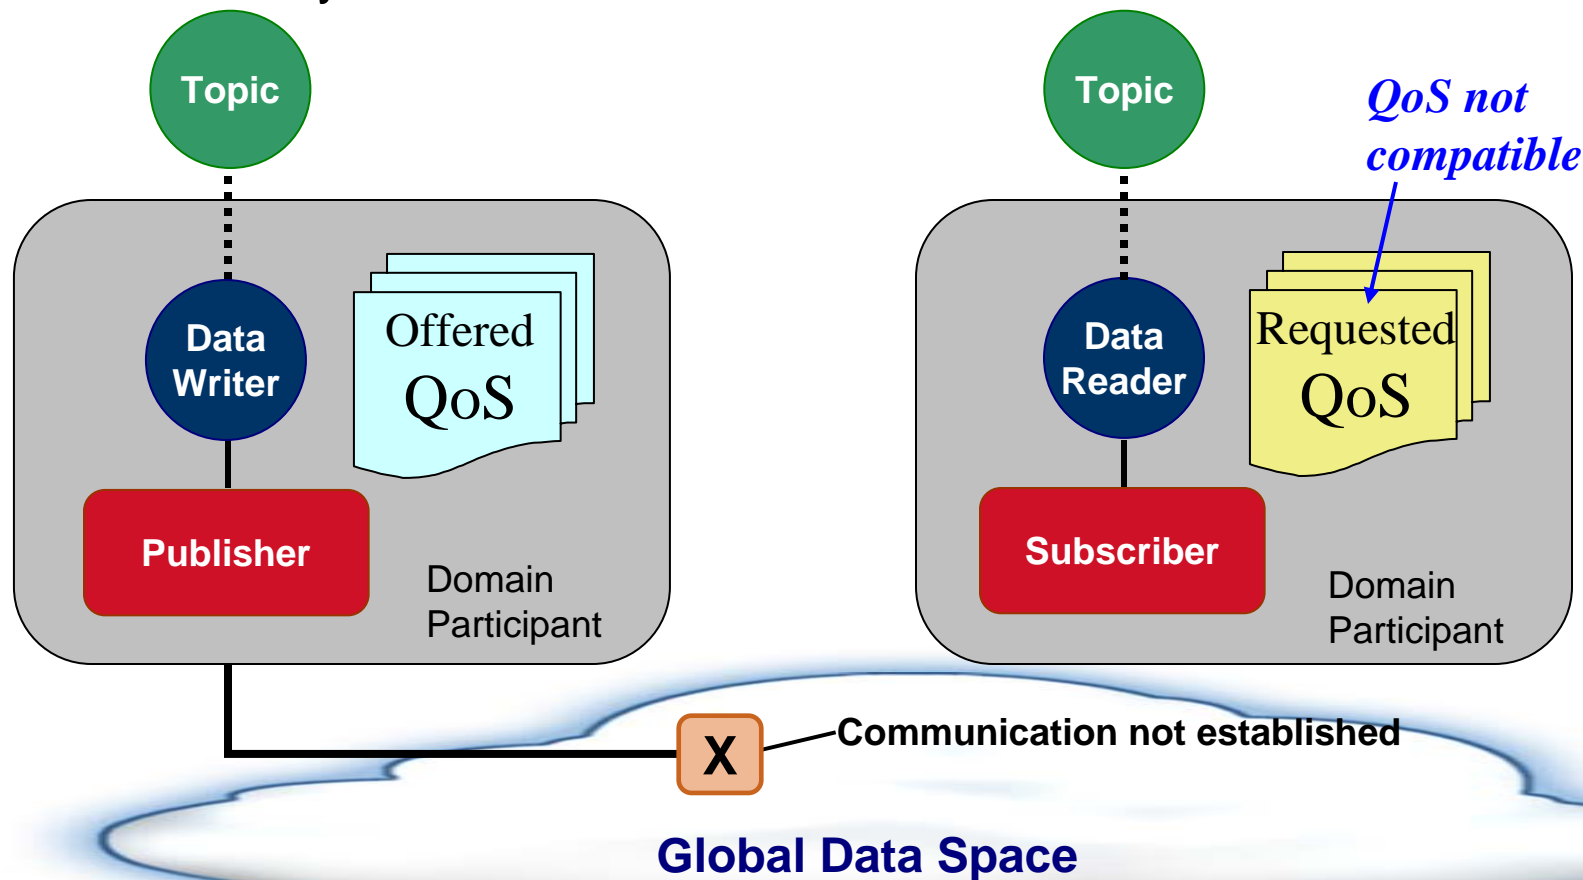 Topic
Topic
QoS not
compatible
Data
Writer
Offered
QoS
Data
Reader
Requested
QoS
Publisher
Domain
Participant
Subscriber
Domain
Participant
X
Communication not established
Global Data Space